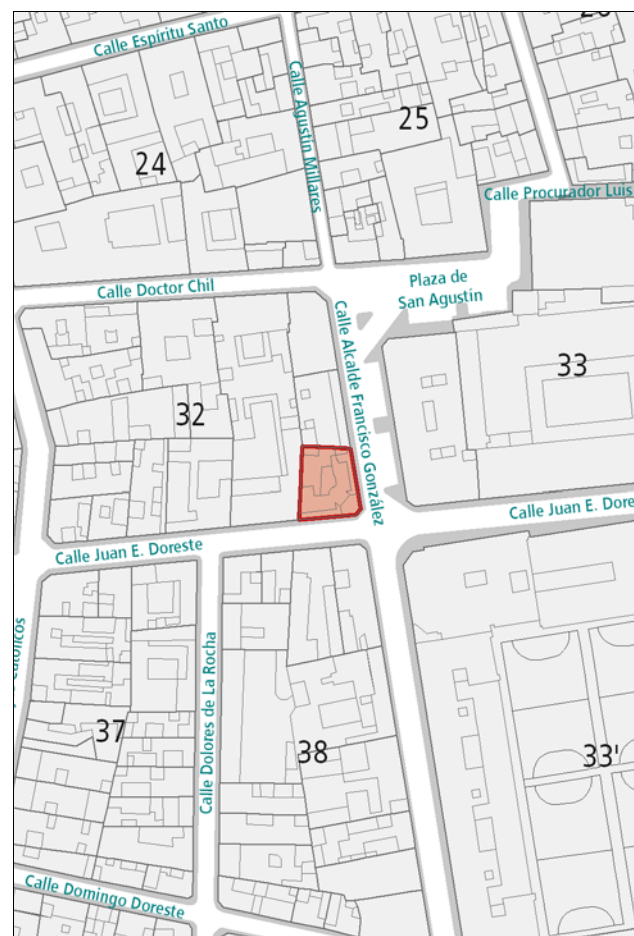 Calle Espíritu Santo
Calle Agustín Millares
25
24
Calle Procurador Luis
Plaza de
San Agustín
Calle Doctor Chil
Calle Alcalde Francisco González
33
32
Calle Juan E. Dore
Calle Juan E. Doreste
Calle Dolores de La Rocha
37
38
33'
Calle Domingo Doreste